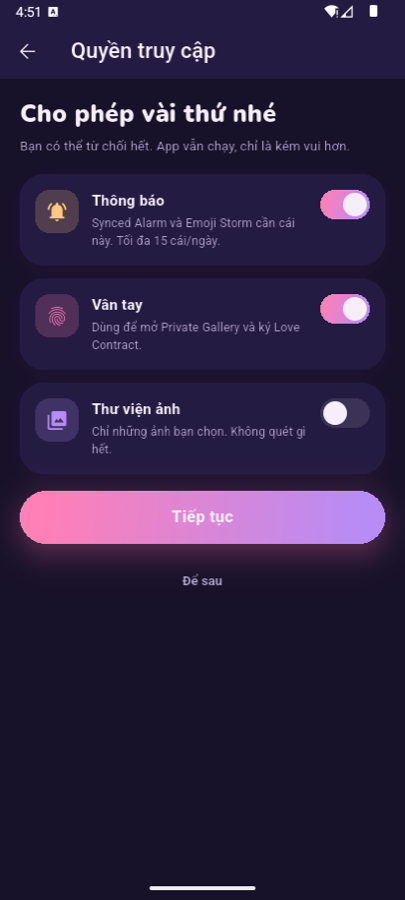 4:51
Quyền truy cập
Cho phép vài thứ nhé
Bạn có thể từ chối hết. App vẫn chạy, chỉ là kém vui hơn.
Thông báo
Synced Alarm và Emoji Storm cần cái
này. Tối đa 15 cái/ngày.
Vân tay
Dùng để mở Private Gallery và ký Love
Contract.
Thư viện ảnh
Chỉ những ảnh bạn chọn. Không quét gì
hết.
Tiếp tục
Để sau